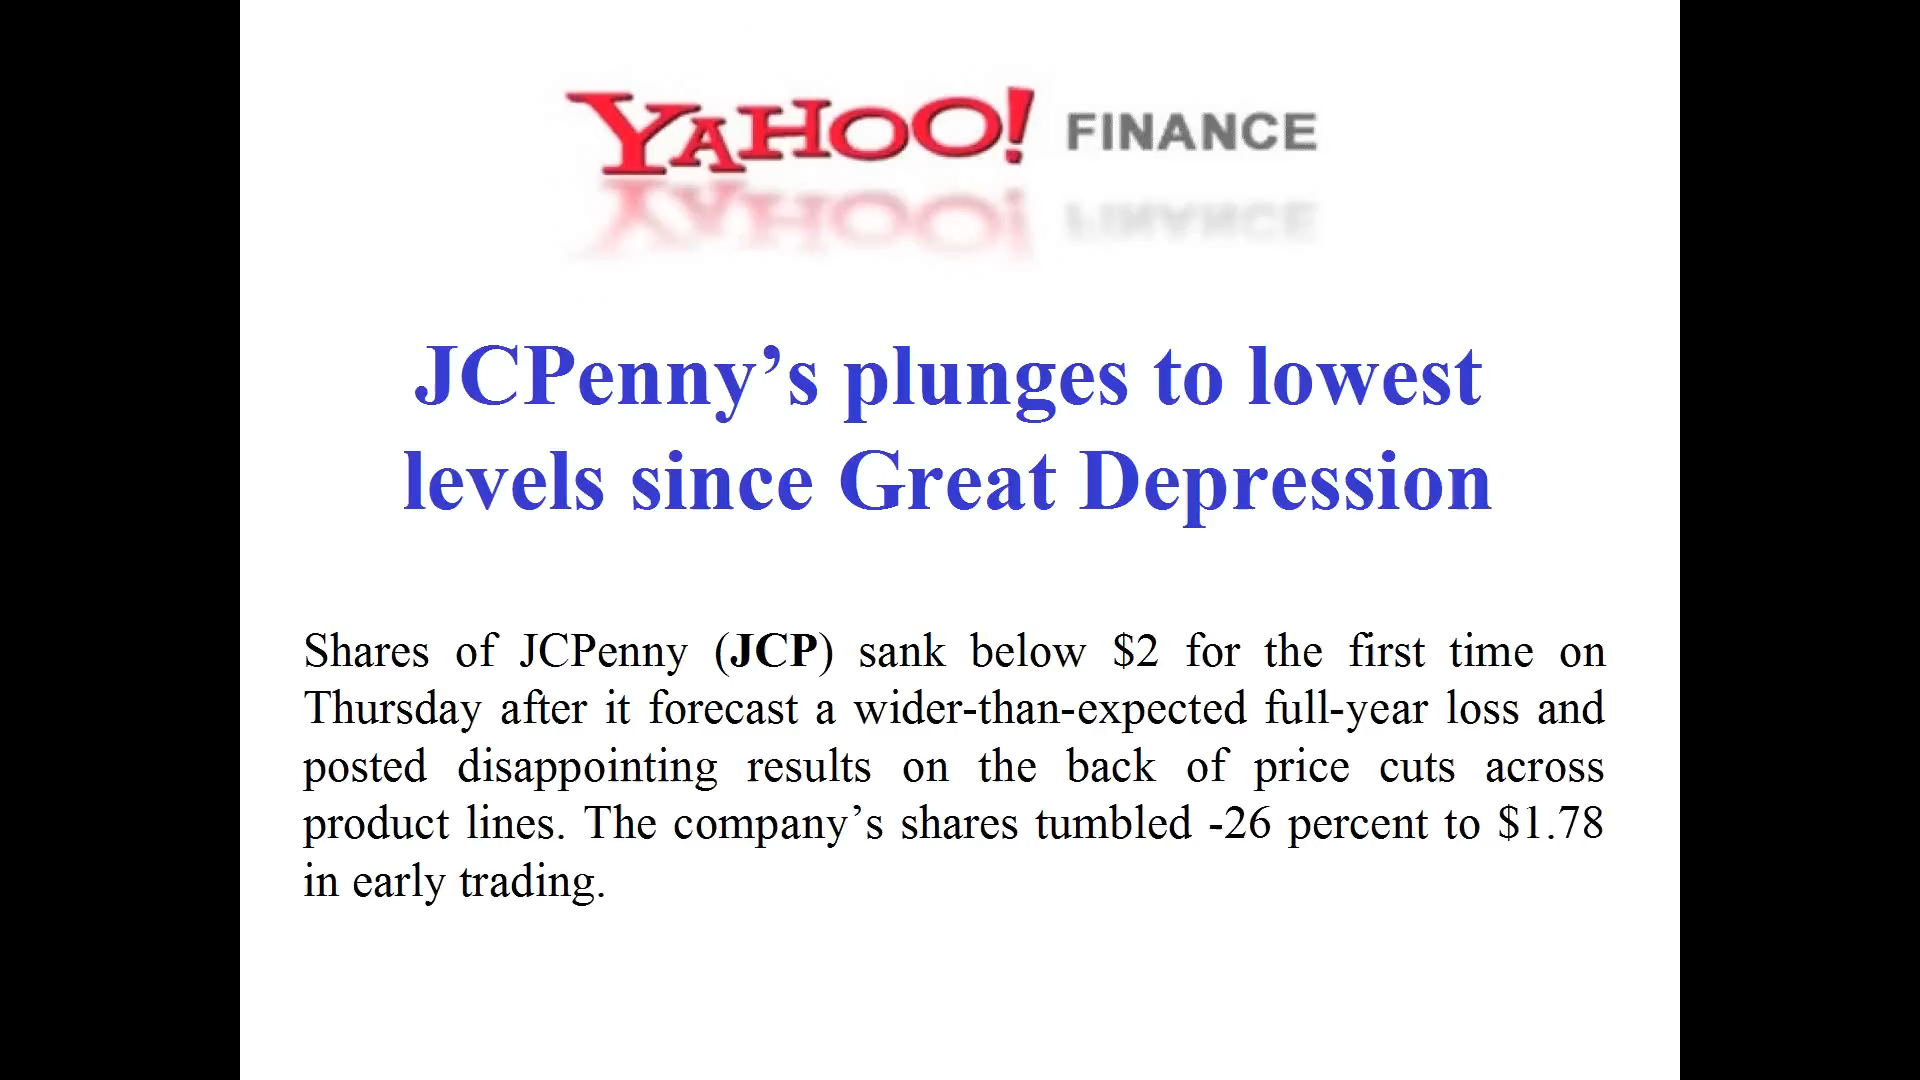 YAHOO! FINANCE
JCPenny’s plunges to lowest
levels since Great Depression
Shares of JCPenny (JCP) sank below $2 for the first time on
Thursday after it forecast a wider-than-expected full-year loss and
posted disappointing results on the back of price cuts across
product lines. The company’s shares tumbled -26 percent to $1.78
in early trading.